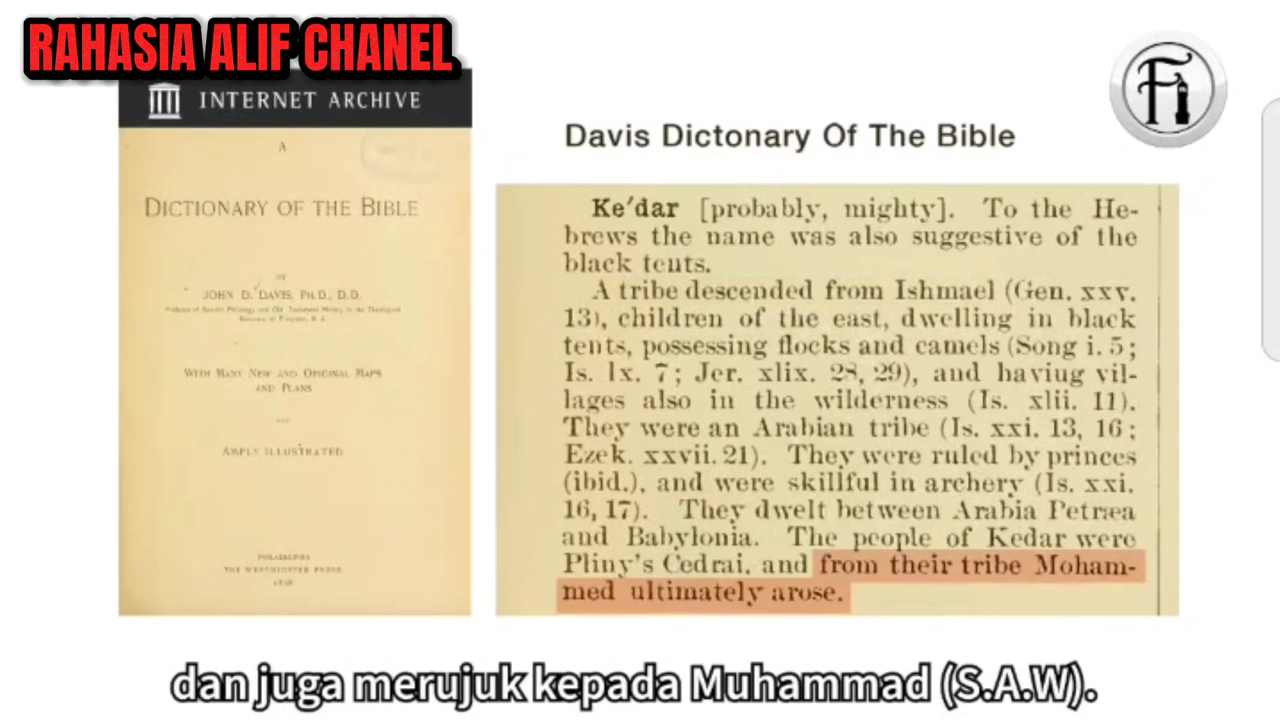 RAHASIA ALIF CHANEL
INTERNET ARCHIVE
A
DICTIONARY OF THE BIBLE
BY
JOHN D. DAVIS, PH.D., D.D.
WITH MANY NEW AND ORIGINAL MAPS
AND PLANS
AMPLY ILLUSTRATED
PHILADELPHIA
THE WESTMINSTER PRESS
Fi
Davis Dictonary Of The Bible
Ke′dar [probably, mighty]. To the He-
brews the name was also suggestive of the
black tents.
A tribe descended from Ishmael (Gen. xxv.
13), children of the east, dwelling in black
tents, possessing flocks and camels (Song i. 5;
Is. lx. 7; Jer. xlix. 28, 29), and having vil-
lages also in the wilderness (Is. xlii. 11).
They were an Arabian tribe (Is. xxi. 13, 16;
Ezek. xxvii. 21). They were ruled by princes
(ibid.), and were skillful in archery (Is. xxi.
16, 17). They dwelt between Arabia Petræa
and Babylonia. The people of Kedar were
Pliny's Cedrai, and from their tribe Moham-
med ultimately arose.
dan juga merujuk kepada Muhammad (S.A.W).